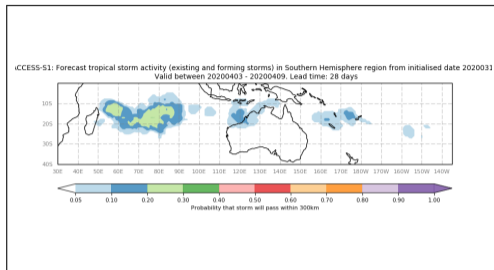 ACCESS-S1: Forecast tropical storm activity (existing and forming storms) in Southern Hemisphere region from initialised date 2020031
Valid between 20200403 - 20200409. Lead time: 28 days
10S
20S
30S
40S
30E 40E 50E 60E 70E 80E 90E 100E 110E 120E 130E 140E 150E 160E 170E 180 170W 170W 160W 150W 140W
0.05 0.10 0.20 0.30 0.40 0.50 0.60 0.70 0.80 0.90 1.00
Probability that storm will pass within 300km